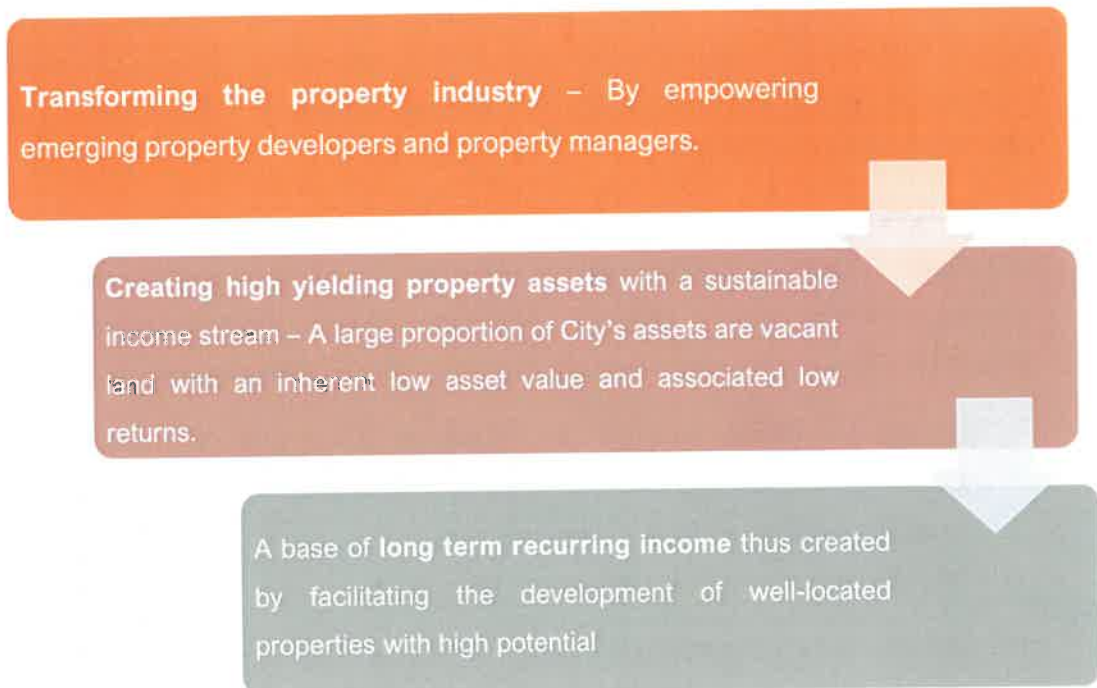 Transforming the property industry – By empowering
emerging property developers and property managers.
Creating high yielding property assets with a sustainable
income stream – A large proportion of City's assets are vacant
land with an inherent low asset value and associated low
returns.
A base of long term recurring income thus created
by facilitating the development of well-located
properties with high potential